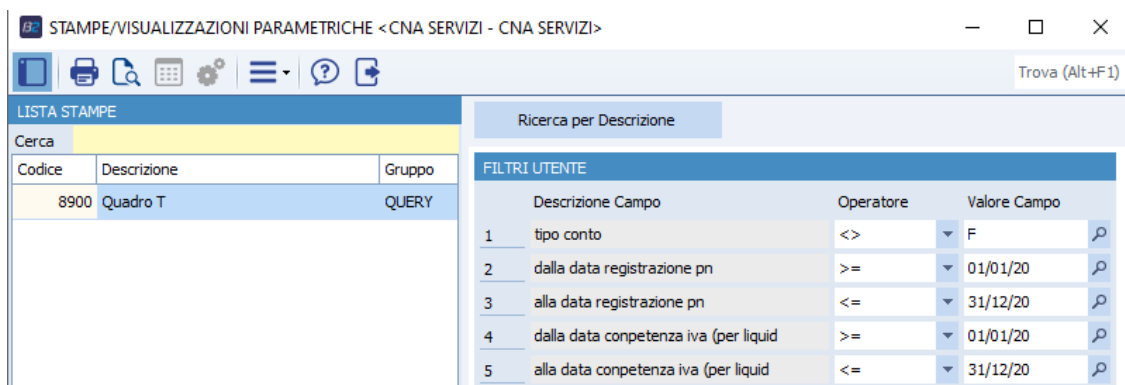 B2 STAMPE/VISUALIZZAZIONI PARAMETRICHE <CNA SERVIZI - CNA SERVIZI>
Trova (Alt+F1)
LISTA STAMPE
Cerca
Codice Descrizione Gruppo
8900 Quadro T QUERY
Ricerca per Descrizione
FILTRI UTENTE
Descrizione Campo Operatore Valore Campo
1 tipo conto <> F
2 dalla data registrazione pn >= 01/01/20
3 alla data registrazione pn <= 31/12/20
4 dalla data conpetenza iva (per liquid >= 01/01/20
5 alla data conpetenza iva (per liquid <= 31/12/20